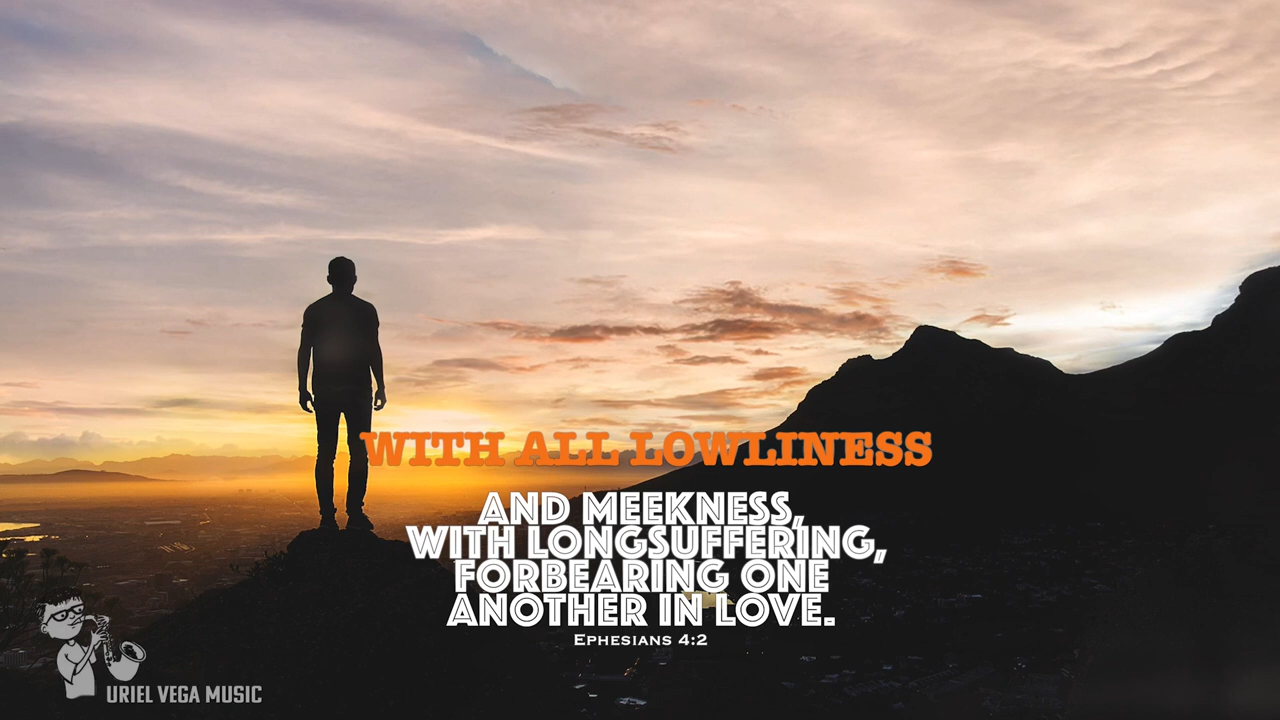 WITH ALL LOWLINESS
AND MEEKNESS,
WITH LONGSUFFERING,
FORBEARING ONE
ANOTHER IN LOVE.
EPHESIANS 4:2
URIEL VEGA MUSIC